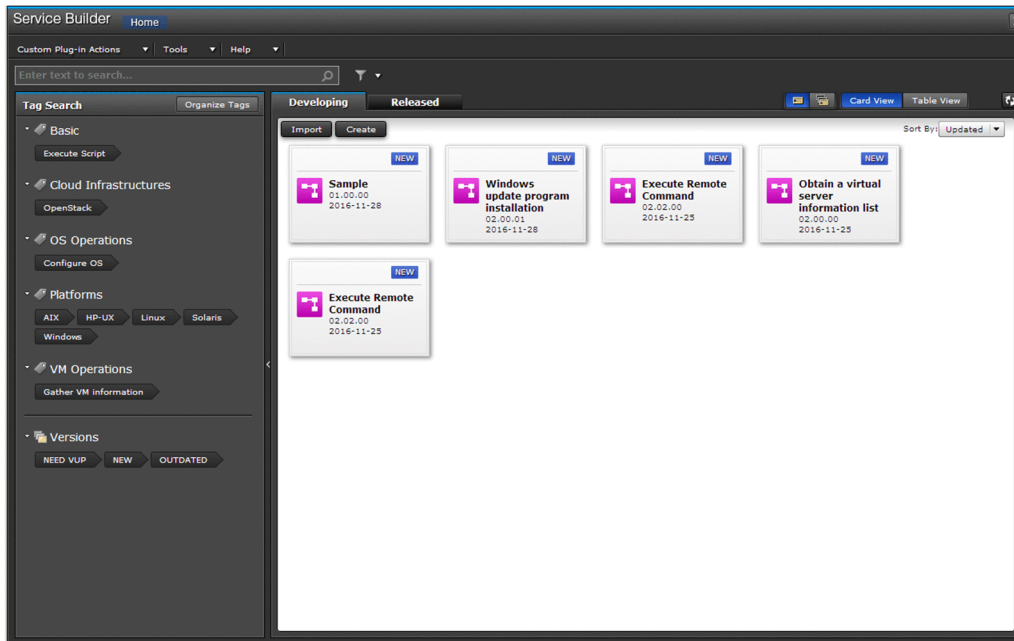 Service Builder Home
Custom Plug-in Actions Tools Help
Enter text to search...
Tag Search Organize Tags
Basic
Execute Script
Cloud Infrastructures
OpenStack
OS Operations
Configure OS
Platforms
AIX HP-UX Linux Solaris
Windows
VM Operations
Gather VM information
Versions
NEED VUP NEW OUTDATED
Developing Released Card View Table View
Import Create Sort By: Updated
NEW
Sample
01.00.00
2016-11-28
NEW
Windows
update program
installation
02.00.01
2016-11-28
NEW
Execute Remote
Command
02.02.00
2016-11-25
NEW
Obtain a virtual
server
information list
02.00.00
2016-11-25
NEW
Execute Remote
Command
02.02.00
2016-11-25